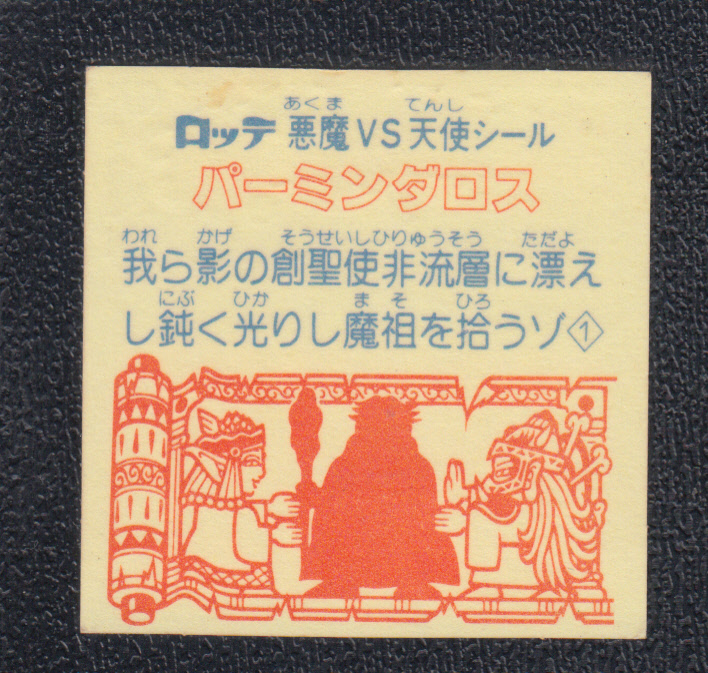 あくま てんし
ロッテ 悪魔VS天使シール
パーミンダロス
われ かげ そうせいしひりゅうそう ただよ
我ら影の創聖使非流層に漂え
にぶ ひか まそ ひろ
し鈍く光りし魔祖を拾うゾ①